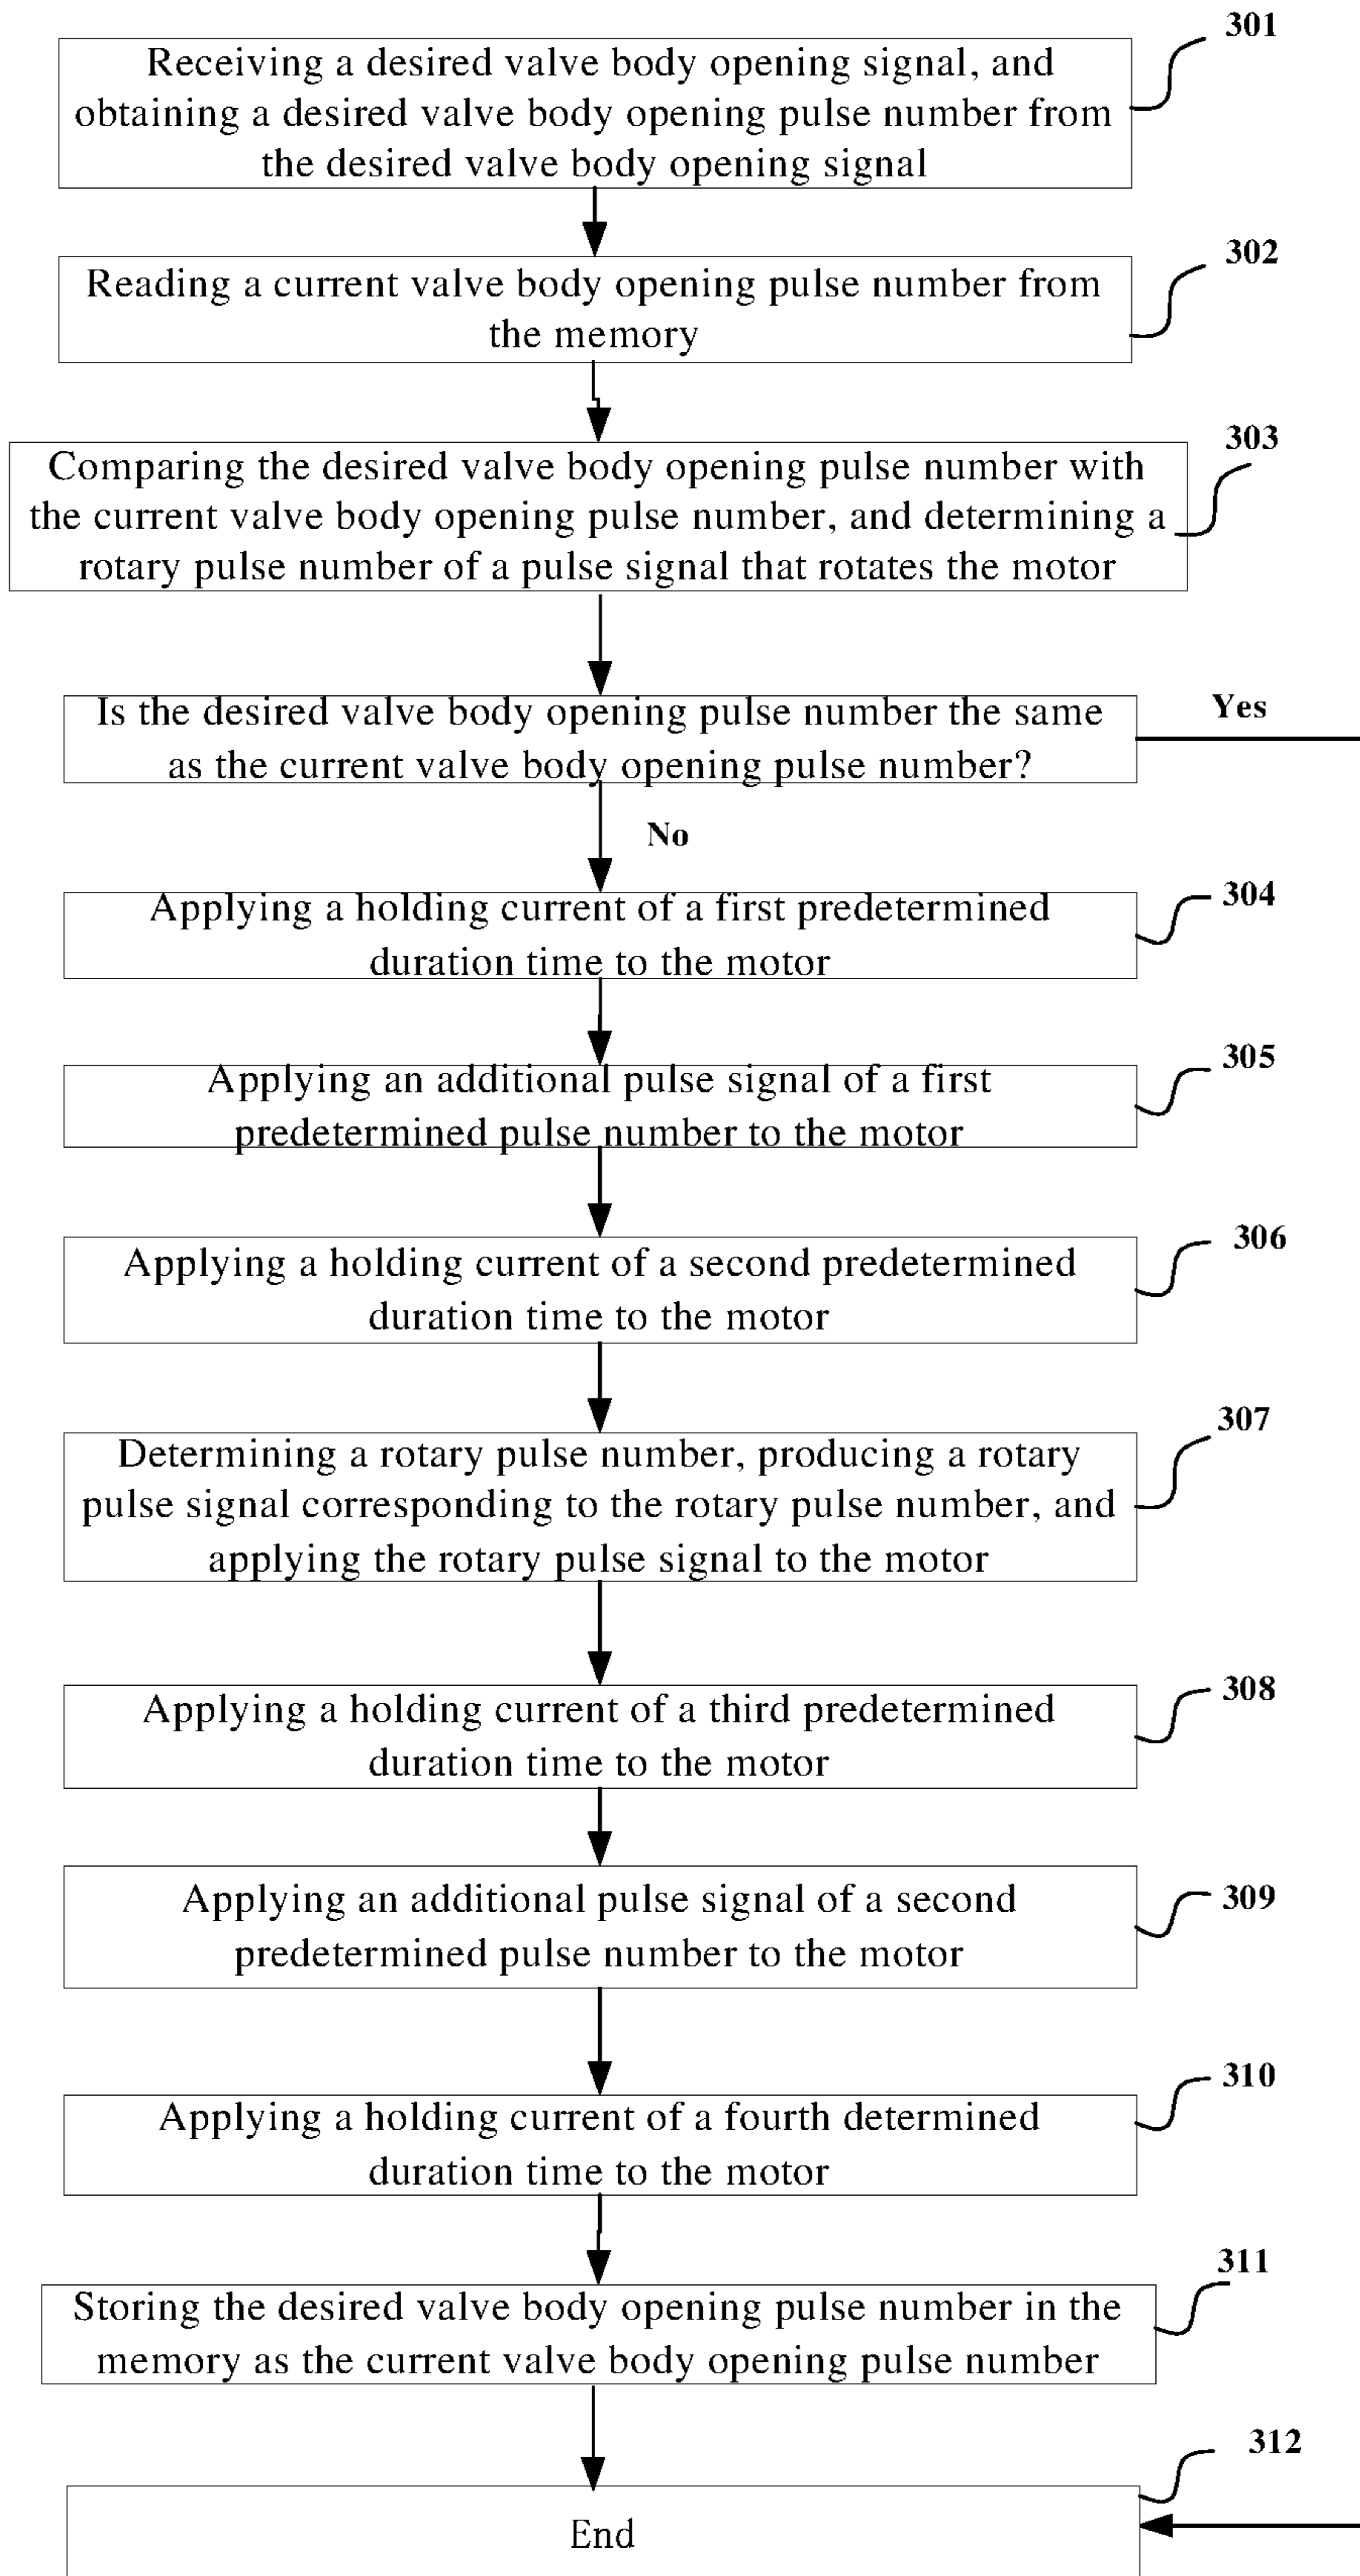 301
Receiving a desired valve body opening signal, and
obtaining a desired valve body opening pulse number from
the desired valve body opening signal
302
Reading a current valve body opening pulse number from
the memory
303
Comparing the desired valve body opening pulse number with
the current valve body opening pulse number, and determining a
rotary pulse number of a pulse signal that rotates the motor
Is the desired valve body opening pulse number the same
as the current valve body opening pulse number?
Yes
No
304
Applying a holding current of a first predetermined
duration time to the motor
305
Applying an additional pulse signal of a first
predetermined pulse number to the motor
306
Applying a holding current of a second predetermined
duration time to the motor
307
Determining a rotary pulse number, producing a rotary
pulse signal corresponding to the rotary pulse number, and
applying the rotary pulse signal to the motor
308
Applying a holding current of a third predetermined
duration time to the motor
309
Applying an additional pulse signal of a second
predetermined pulse number to the motor
310
Applying a holding current of a fourth determined
duration time to the motor
311
Storing the desired valve body opening pulse number in the
memory as the current valve body opening pulse number
312
End